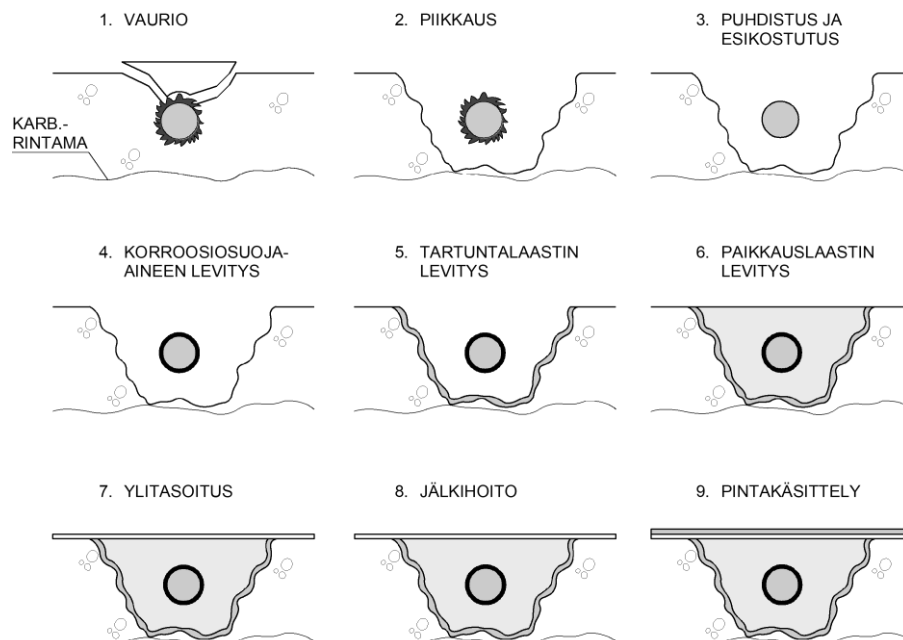 1. VAURIO
2. PIIKKAUS
3. PUHDISTUS JA
ESIKOSTUTUS
KARB.-
RINTAMA
4. KORROOSIOSUOJA-
AINEEN LEVITYS
5. TARTUNTALAASTIN
LEVITYS
6. PAIKKAUSLAASTIN
LEVITYS
7. YLITASOITUS
8. JÄLKIHOITO
9. PINTAKÄSITTELY